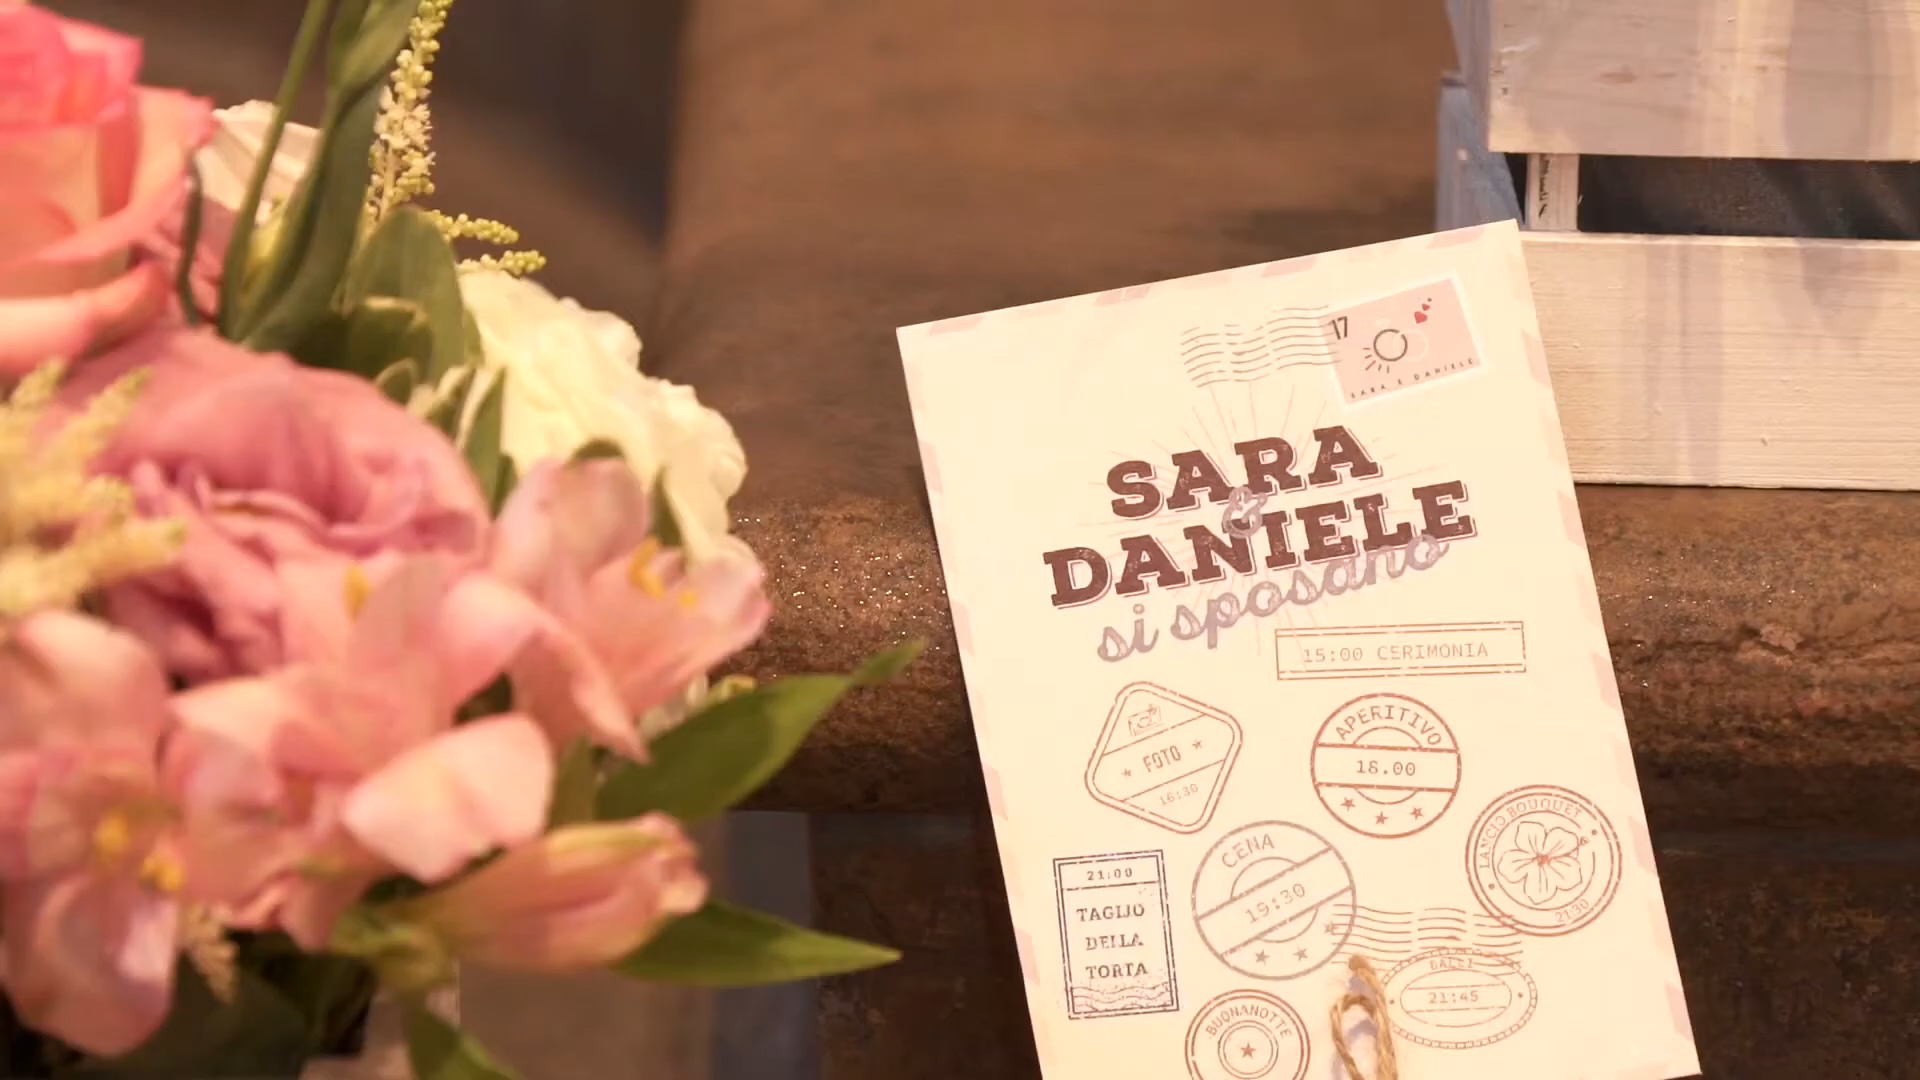 17
SARA E DANIELE
SARA
&
DANIELE
si sposano
15:00 CERIMONIA
FOTO
16:30
APERITIVO
18.00
LANCIO BOUQUET
21:30
CENA
19:30
21:00
TAGLIO
DELLA
TORTA
BALLI
21:45
BUONANOTTE